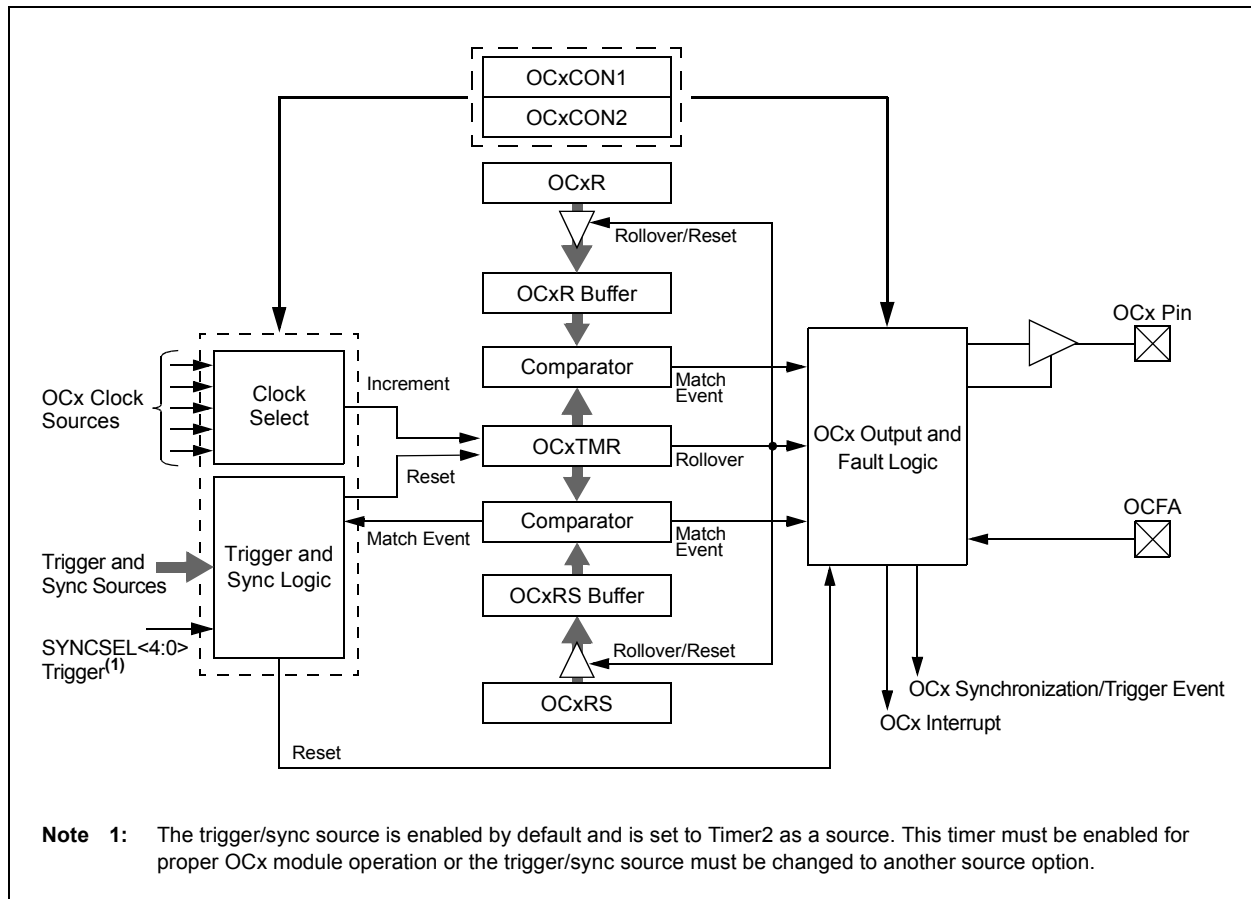 OCxCON1
OCxCON2
OCxR
Rollover/Reset
OCxR Buffer
OCx Pin
Comparator
Match
Event
Increment
OCx Clock
Sources
Clock
Select
OCxTMR
Rollover
OCx Output and
Fault Logic
Reset
Comparator
Match Event
Match
Event
OCFA
Trigger and
Sync Sources
Trigger and
Sync Logic
OCxRS Buffer
SYNCSEL<4:0>
Trigger(1)
Rollover/Reset
OCxRS
OCx Synchronization/Trigger Event
OCx Interrupt
Reset
Note 1: The trigger/sync source is enabled by default and is set to Timer2 as a source. This timer must be enabled for
proper OCx module operation or the trigger/sync source must be changed to another source option.